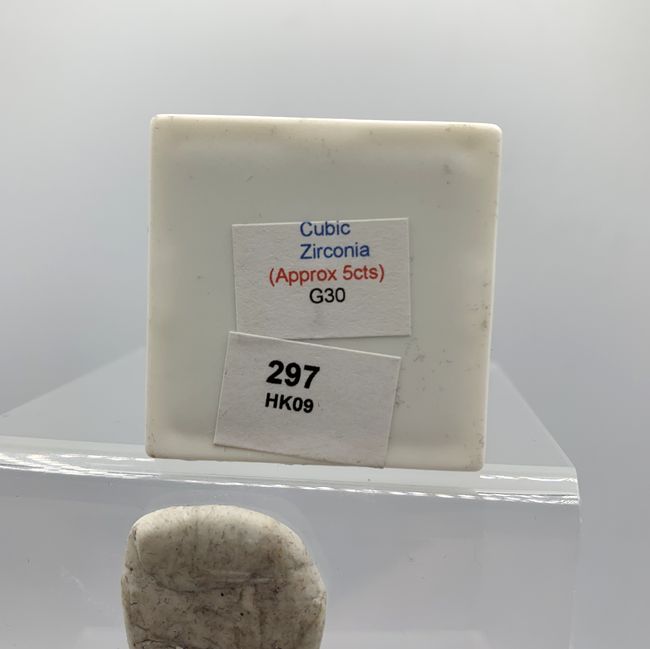 Cubic
Zirconia
(Approx 5cts)
G30
297
HK09